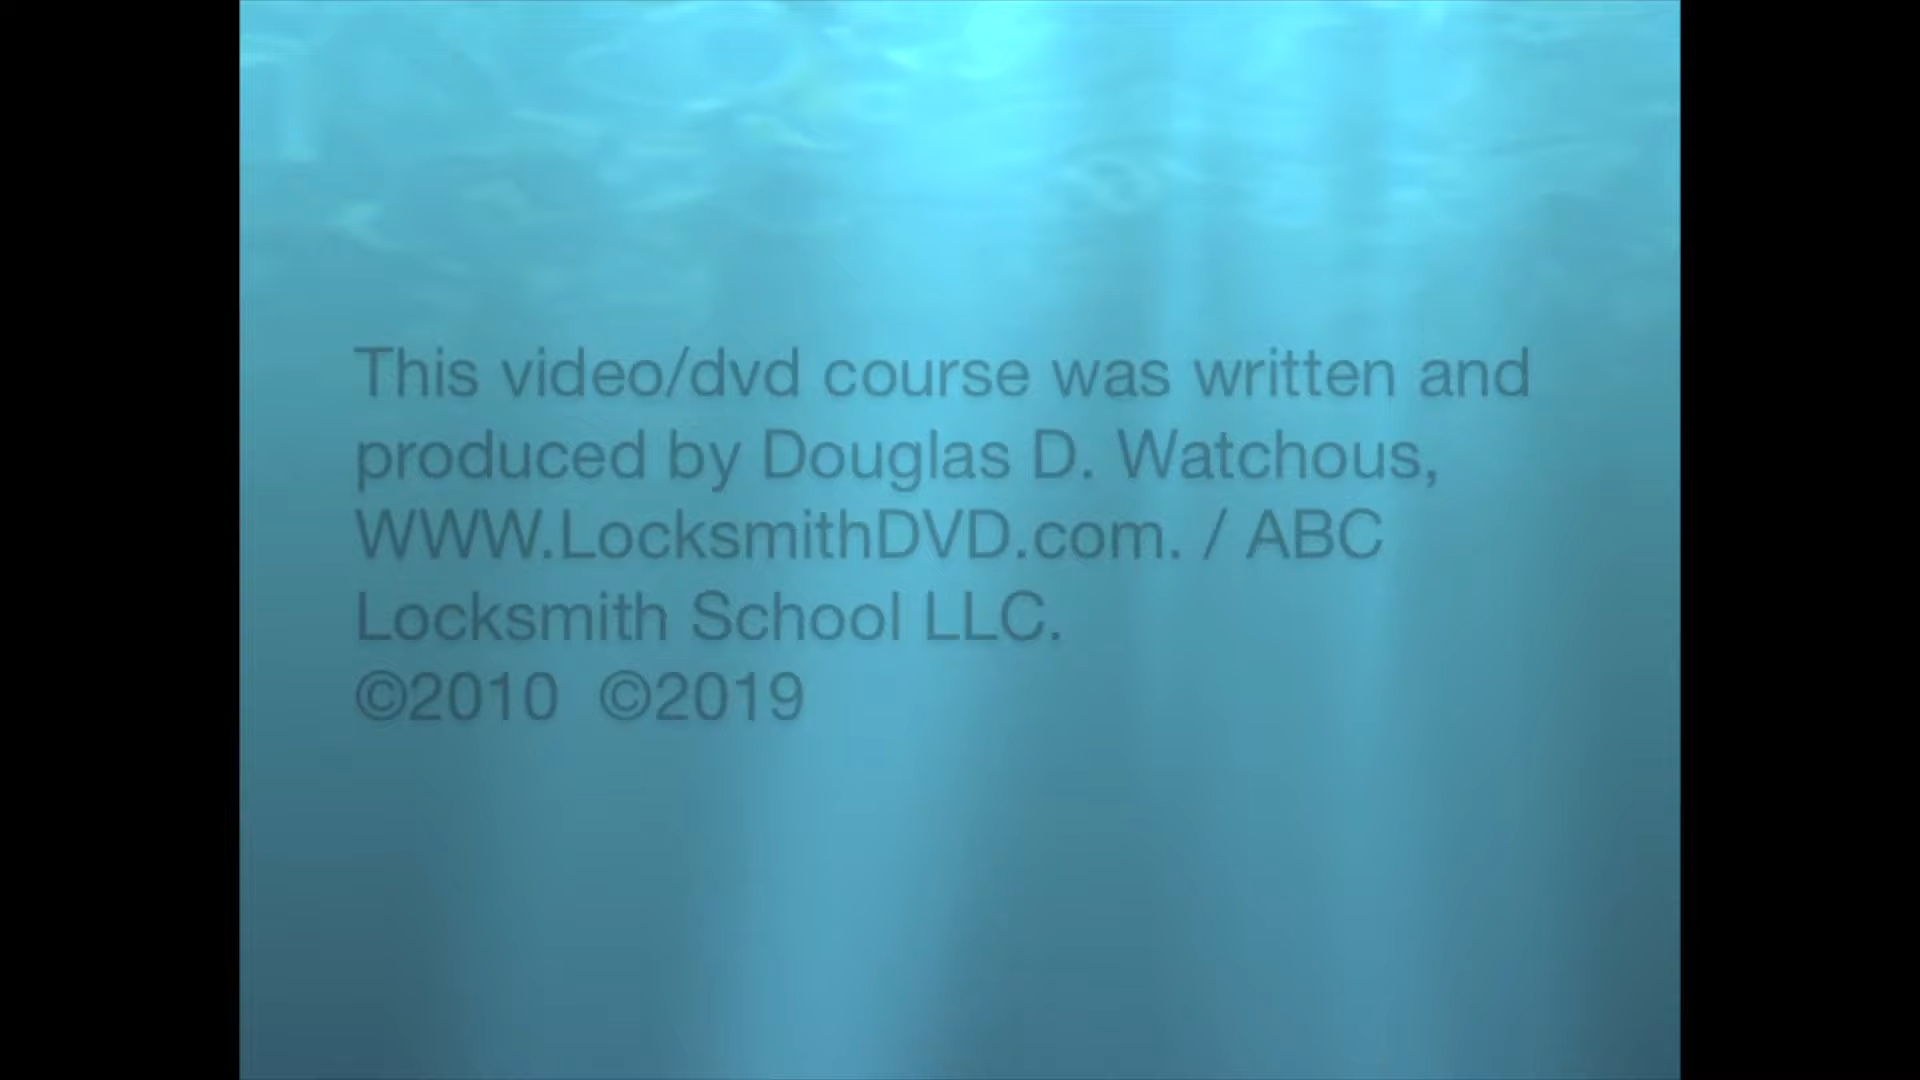 This video/dvd course was written and
produced by Douglas D. Watchous,
WWW.LocksmithDVD.com. / ABC
Locksmith School LLC.
©2010  ©2019